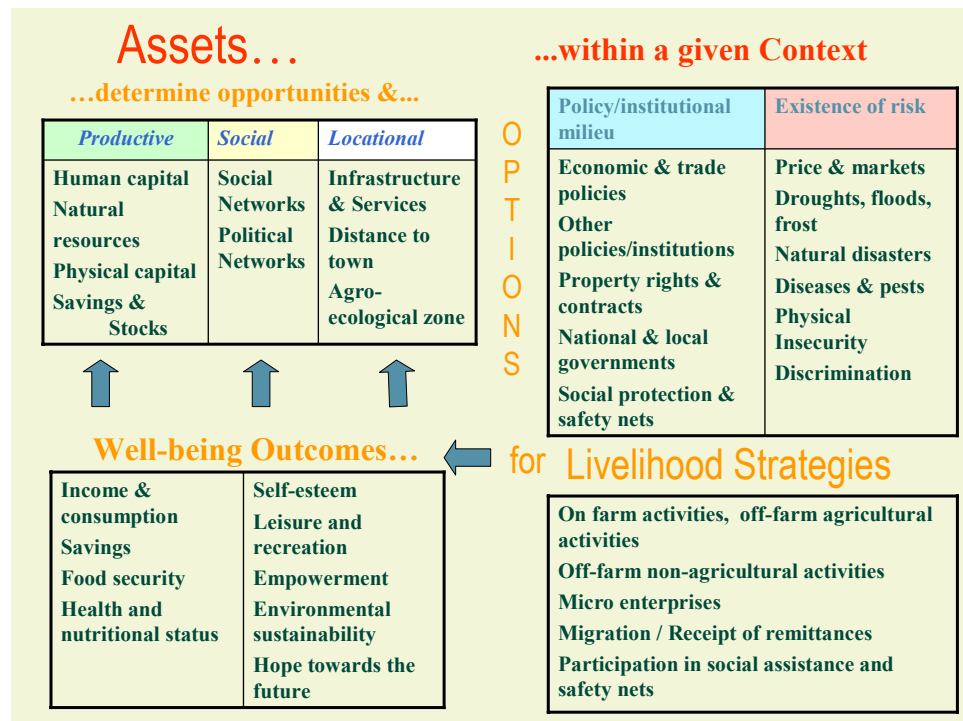 Assets…
…determine opportunities &...
Productive
Human capital
Natural
resources
Physical capital
Savings &
Stocks
Social
Social
Networks
Political
Networks
Locational
Infrastructure
& Services
Distance to
town
Agro-
ecological zone
OPTIONS
...within a given Context
Policy/institutional
milieu
Economic & trade
policies
Other
policies/institutions
Property rights &
contracts
National & local
governments
Social protection &
safety nets
Existence of risk
Price & markets
Droughts, floods,
frost
Natural disasters
Diseases & pests
Physical
Insecurity
Discrimination
for Livelihood Strategies
On farm activities, off-farm agricultural
activities
Off-farm non-agricultural activities
Micro enterprises
Migration / Receipt of remittances
Participation in social assistance and
safety nets
Well-being Outcomes…
Income &
consumption
Savings
Food security
Health and
nutritional status
Self-esteem
Leisure and
recreation
Empowerment
Environmental
sustainability
Hope towards the
future